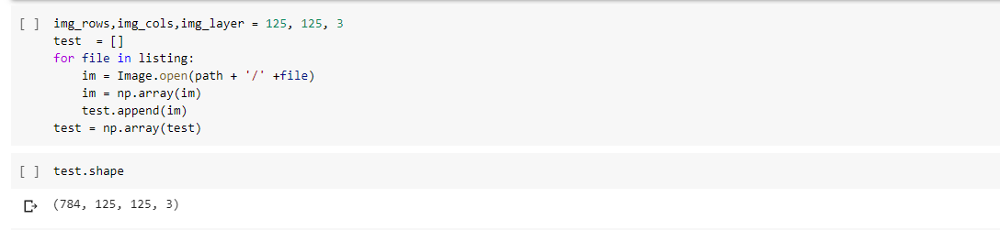 [ ] img_rows,img_cols,img_layer = 125, 125, 3
test  = []
for file in listing:
    im = Image.open(path + '/' +file)
    im = np.array(im)
    test.append(im)
test = np.array(test)
[ ] test.shape
(784, 125, 125, 3)